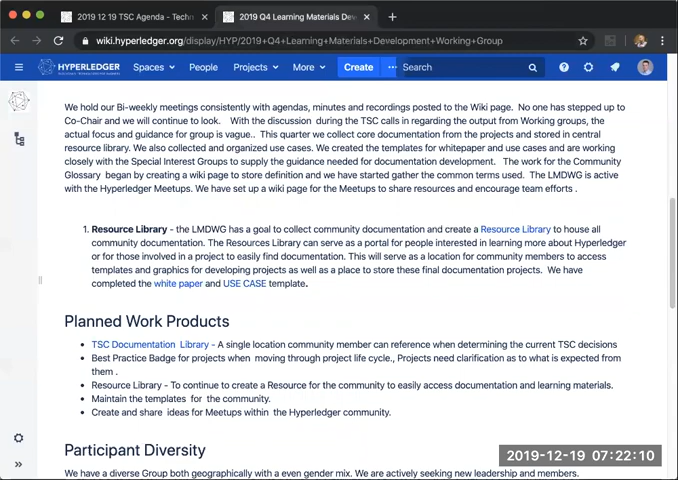 2019 12 19 TSC Agenda - Techn
2019 Q4 Learning Materials Dev
wiki.hyperledger.org/display/HYP/2019+Q4+Learning+Materials+Development+Working+Group
HYPERLEDGER Spaces People Projects More Create Search
We hold our Bi-weekly meetings consistently with agendas, minutes and recordings posted to the Wiki page. No one has stepped up to
Co-Chair and we will continue to look. With the discussion during the TSC calls in regarding the output from Working groups, the
actual focus and guidance for group is vague.. This quarter we collect core documentation from the projects and stored in central
resource library. We also collected and organized use cases. We created the templates for whitepaper and use cases and are working
closely with the Special Interest Groups to supply the guidance needed for documentation development. The work for the Community
Glossary began by creating a wiki page to store definition and we have started gather the common terms used. The LMDWG is active
with the Hyperledger Meetups. We have set up a wiki page for the Meetups to share resources and encourage team efforts .
1. Resource Library - the LMDWG has a goal to collect community documentation and create a Resource Library to house all
community documentation. The Resources Library can serve as a portal for people interested in learning more about Hyperledger
or for those involved in a project to easily find documentation. This will serve as a location for community members to access
templates and graphics for developing projects as well as a place to store these final documentation projects. We have
completed the white paper and USE CASE template.
Planned Work Products
• TSC Documentation Library - A single location community member can reference when determining the current TSC decisions
• Best Practice Badge for projects when moving through project life cycle., Projects need clarification as to what is expected from
them .
• Resource Library - To continue to create a Resource for the community to easily access documentation and learning materials.
• Maintain the templates for the community.
• Create and share ideas for Meetups within the Hyperledger community.
Participant Diversity
We have a diverse Group both geographically with a even gender mix. We are actively seeking new leadership and members.
2019-12-19 07:22:10